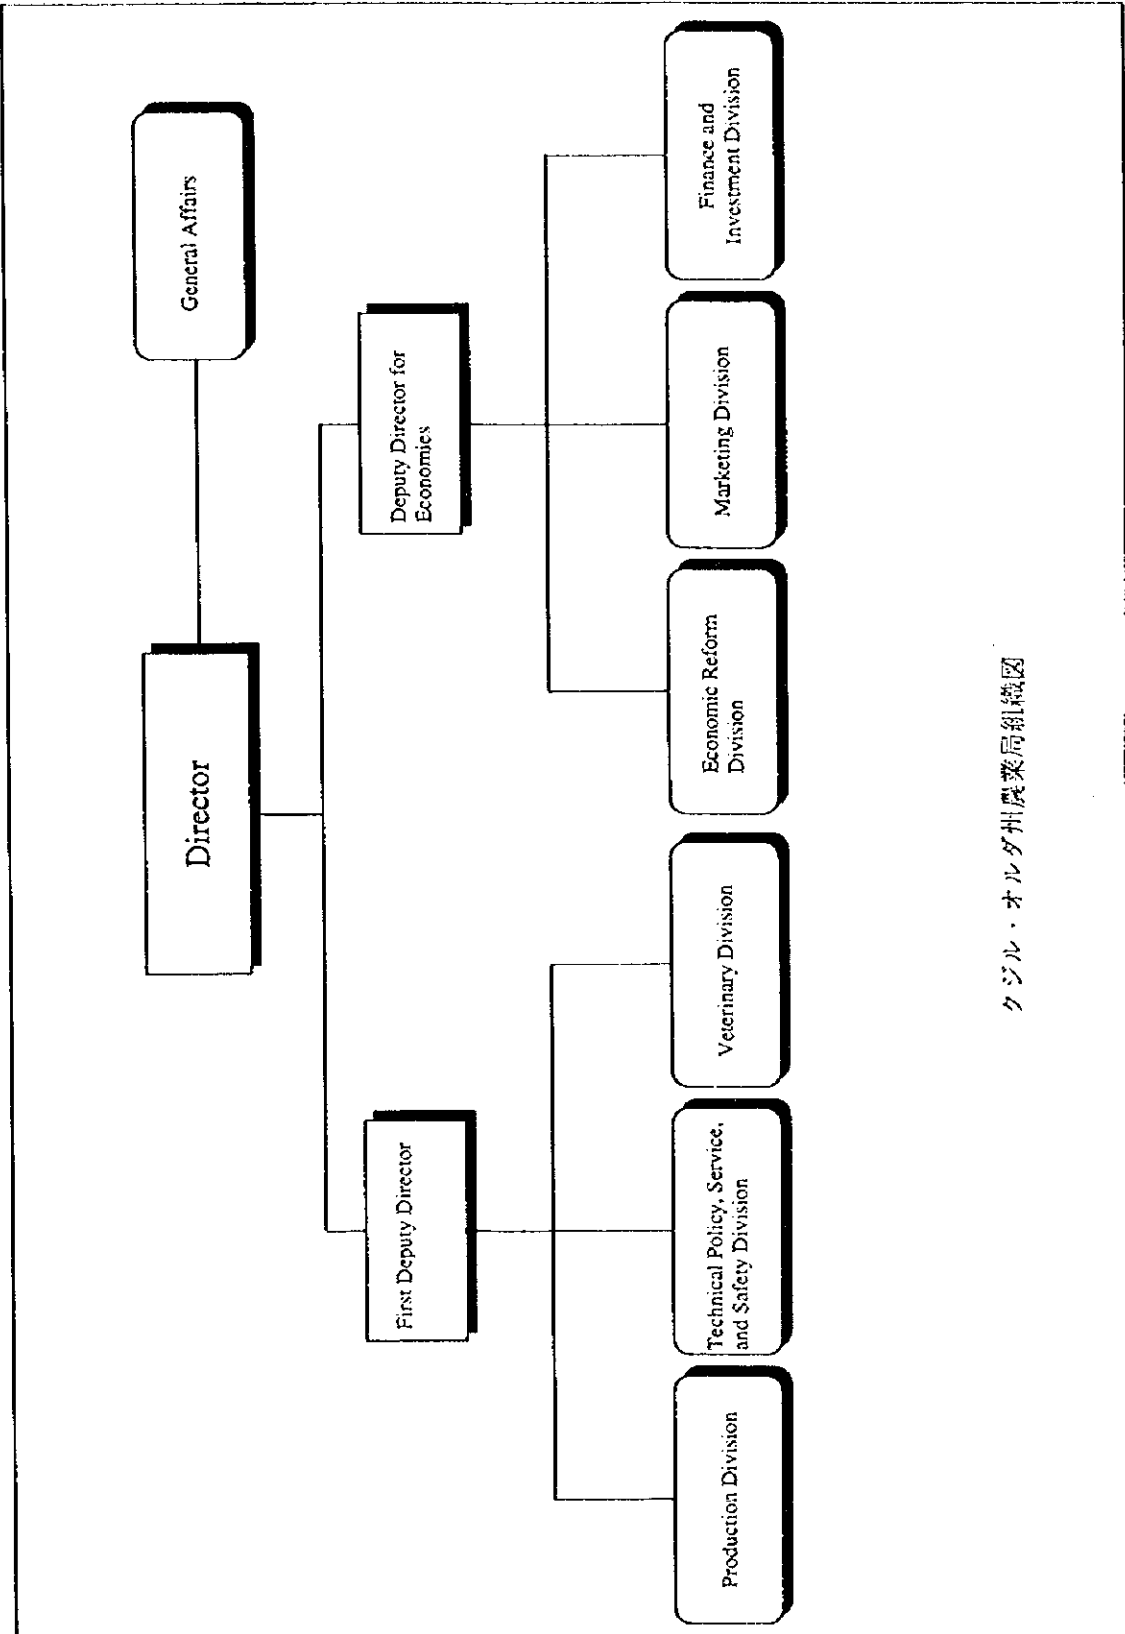 Director
General Affairs
First Deputy Director
Deputy Director for
Economies
Production Division
Technical Policy, Service,
and Safety Division
Veterinary Division
Economic Reform
Division
Marketing Division
Finance and
Investment Division
クジル・オルダ州農業局組織図